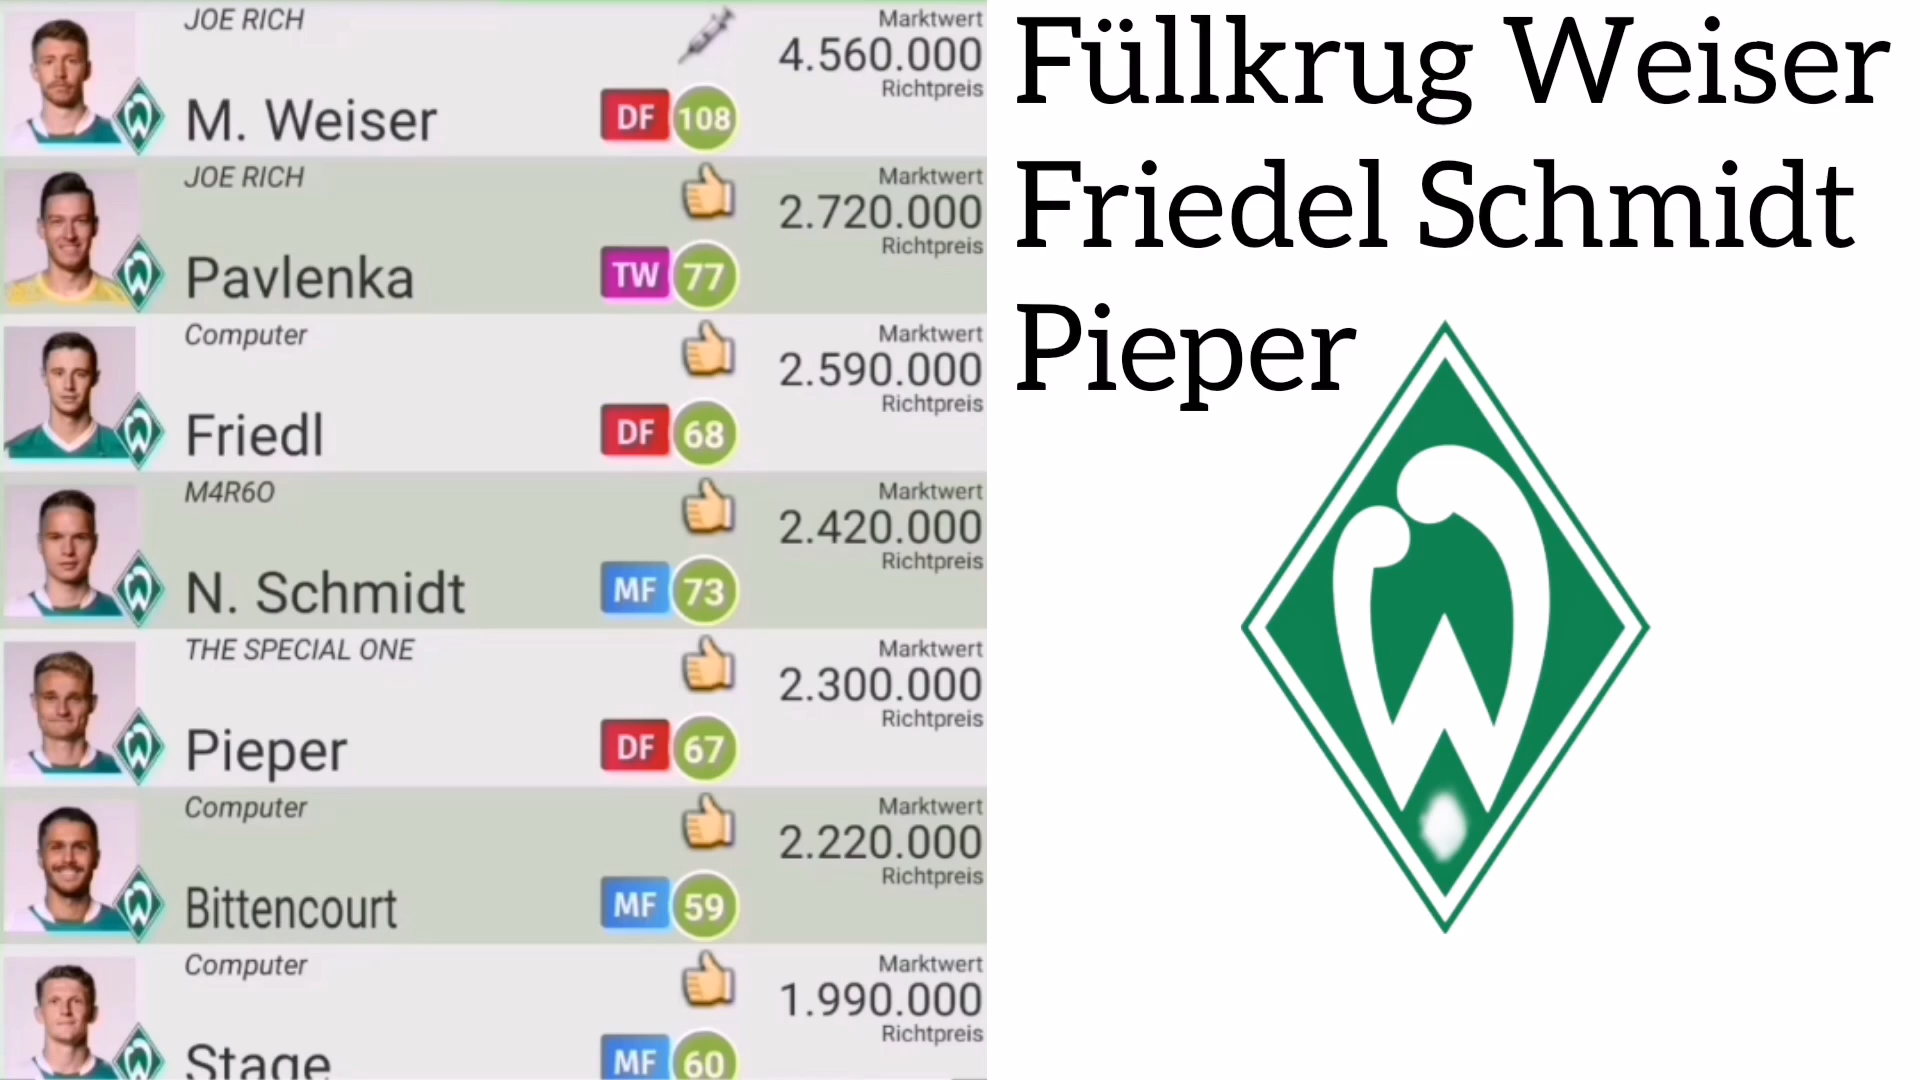 JOE RICH
Marktwert
4.560.000
Richtpreis
M. Weiser DF 108
JOE RICH
Marktwert
2.720.000
Richtpreis
Pavlenka TW 77
Computer
Marktwert
2.590.000
Richtpreis
Friedl DF 68
M4R6O
Marktwert
2.420.000
Richtpreis
N. Schmidt MF 73
THE SPECIAL ONE
Marktwert
2.300.000
Richtpreis
Pieper DF 67
Computer
Marktwert
2.220.000
Richtpreis
Bittencourt MF 59
Computer
Marktwert
1.990.000
Richtpreis
Stage MF 60
Füllkrug Weiser
Friedel Schmidt
Pieper